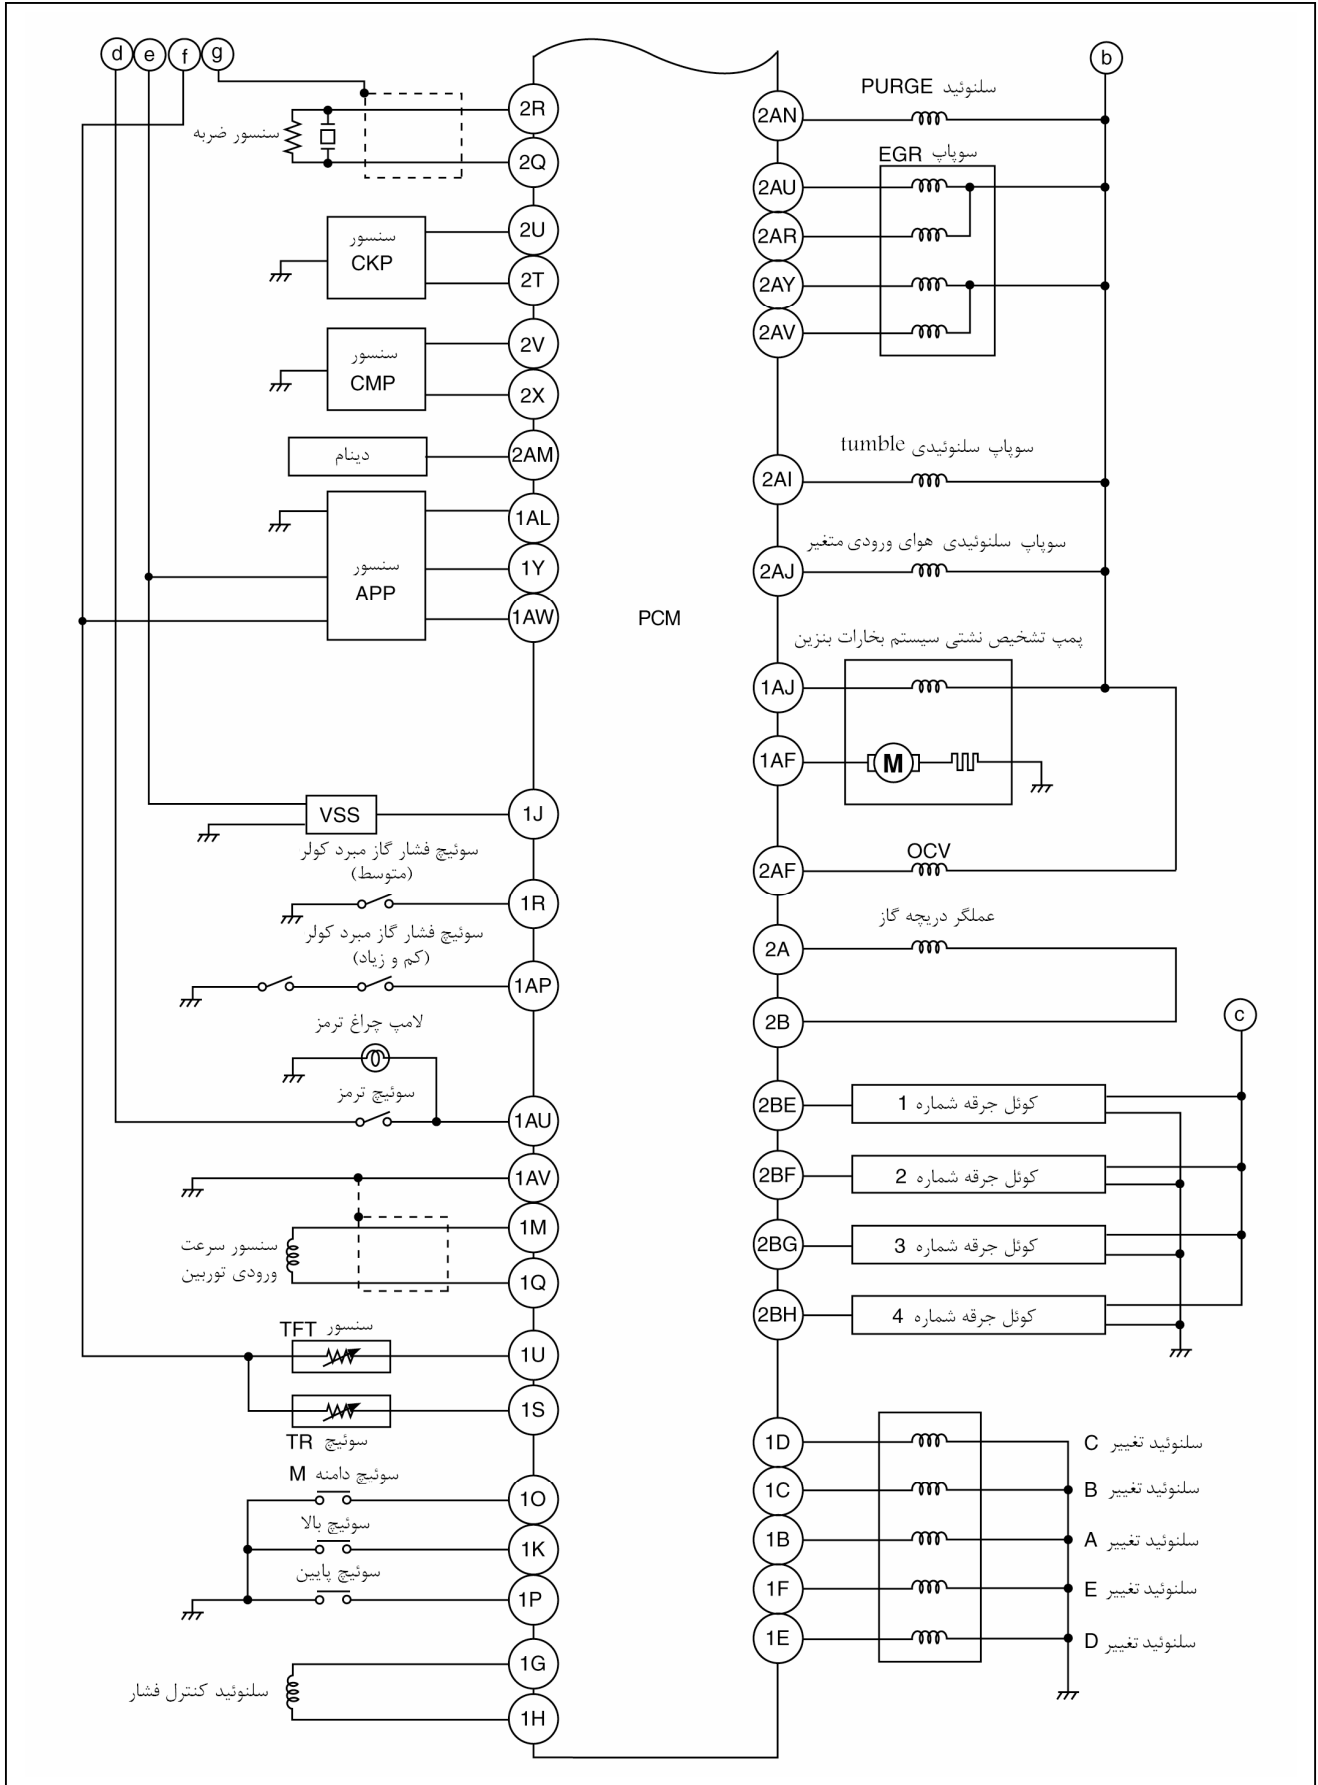 d e f g
b
2R
سنسور ضربه
2Q
2U
سنسور
CKP
2T
2V
سنسور
CMP
2X
2AM
دینام
1AL
1Y
سنسور
APP
1AW
1J
VSS
سوئیچ فشار گاز مبرد کولر
(متوسط)
1R
سوئیچ فشار گاز مبرد کولر
(کم و زیاد)
1AP
لامپ چراغ ترمز
سوئیچ ترمز
1AU
1AV
1M
سنسور سرعت
ورودی توربین
1Q
سنسور TFT
1U
1S
سوئیچ TR
سوئیچ دامنه M
1O
سوئیچ بالا
1K
سوئیچ پایین
1P
1G
سلنوئید کنترل فشار
1H
PCM
سلنوئید PURGE
2AN
سوپاپ EGR
2AU
2AR
2AY
2AV
سوپاپ سلنوئیدی tumble
2AI
سوپاپ سلنوئیدی هوای ورودی متغیر
2AJ
پمپ تشخیص نشتی سیستم بخارات بنزین
1AJ
1AF
M
OCV
2AF
عملگر دریچه گاز
2A
2B
c
2BE
کوئل جرقه شماره 1
2BF
کوئل جرقه شماره 2
2BG
کوئل جرقه شماره 3
2BH
کوئل جرقه شماره 4
1D
سلنوئید تغییر C
1C
سلنوئید تغییر B
1B
سلنوئید تغییر A
1F
سلنوئید تغییر E
1E
سلنوئید تغییر D